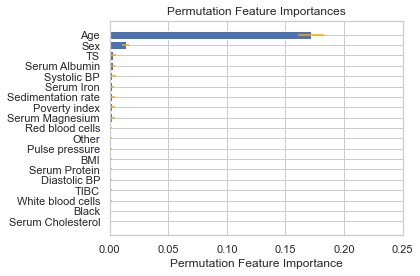 Permutation Feature Importances
Age
Sex
TS
Serum Albumin
Systolic BP
Serum Iron
Sedimentation rate
Poverty index
Serum Magnesium
Red blood cells
Other
Pulse pressure
BMI
Serum Protein
Diastolic BP
TIBC
White blood cells
Black
Serum Cholesterol
0.00 0.05 0.10 0.15 0.20 0.25
Permutation Feature Importance